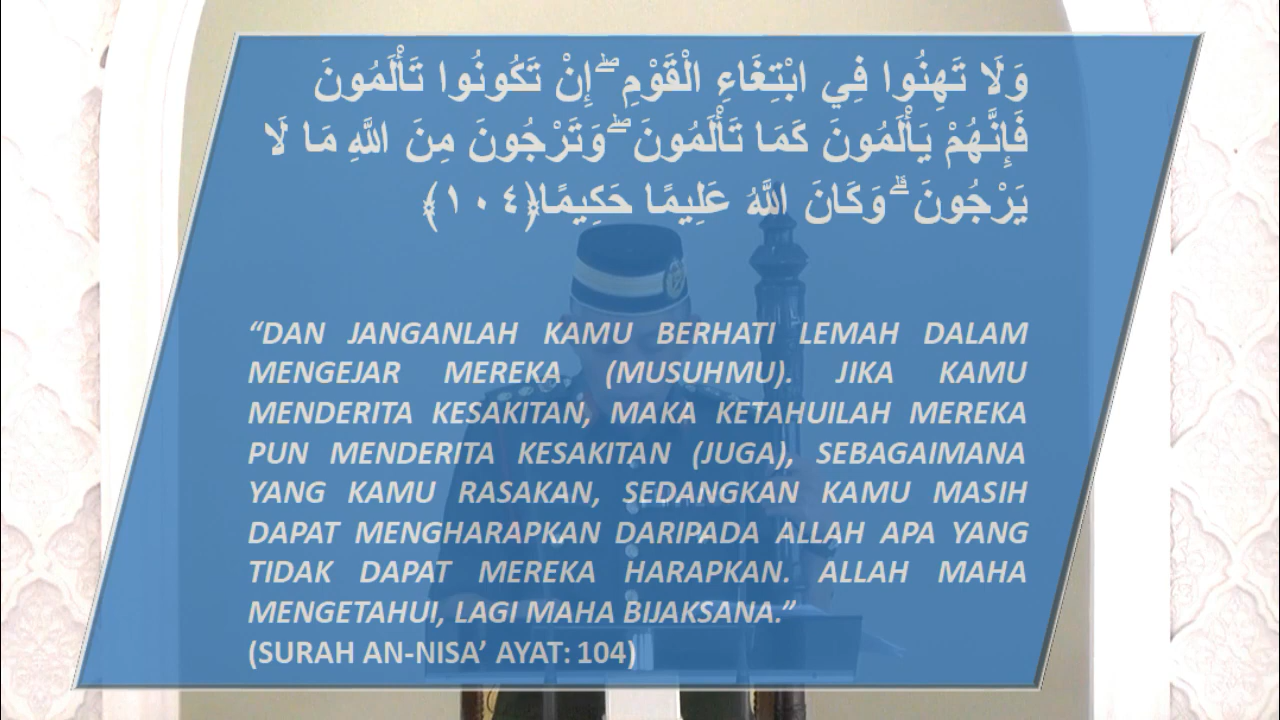 وَلَا تَهِنُوا فِي ابْتِغَاءِ الْقَوْمِ ۖ إِنْ تَكُونُوا تَأْلَمُونَ
فَإِنَّهُمْ يَأْلَمُونَ كَمَا تَأْلَمُونَ ۖ وَتَرْجُونَ مِنَ اللَّهِ مَا لَا
يَرْجُونَ ۗ وَكَانَ اللَّهُ عَلِيمًا حَكِيمًا ﴿١٠٤﴾
“DAN JANGANLAH KAMU BERHATI LEMAH DALAM
MENGEJAR MEREKA (MUSUHMU). JIKA KAMU
MENDERITA KESAKITAN, MAKA KETAHUILAH MEREKA
PUN MENDERITA KESAKITAN (JUGA), SEBAGAIMANA
YANG KAMU RASAKAN, SEDANGKAN KAMU MASIH
DAPAT MENGHARAPKAN DARIPADA ALLAH APA YANG
TIDAK DAPAT MEREKA HARAPKAN. ALLAH MAHA
MENGETAHUI, LAGI MAHA BIJAKSANA.”
(SURAH AN-NISA’ AYAT: 104)